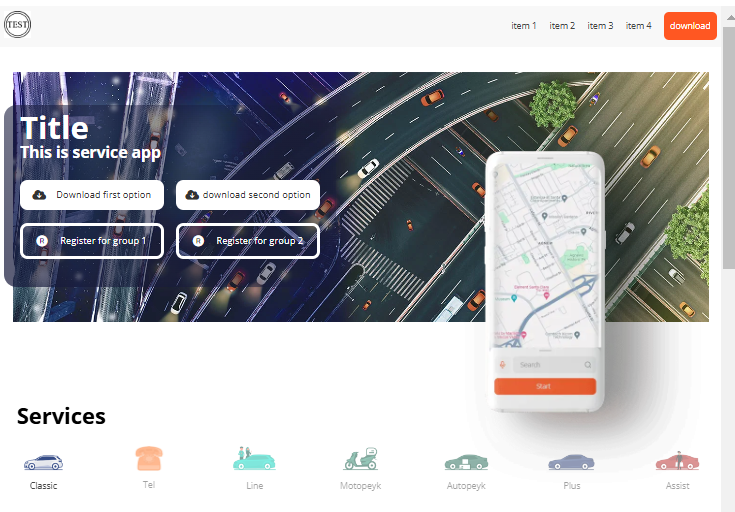 TEST
item 1 item 2 item 3 item 4 download
Title
This is service app
Download first option
download second option
Register for group 1
Register for group 2
Search
Start
Services
Classic Tel Line Motopeyk Autopeyk Plus Assist